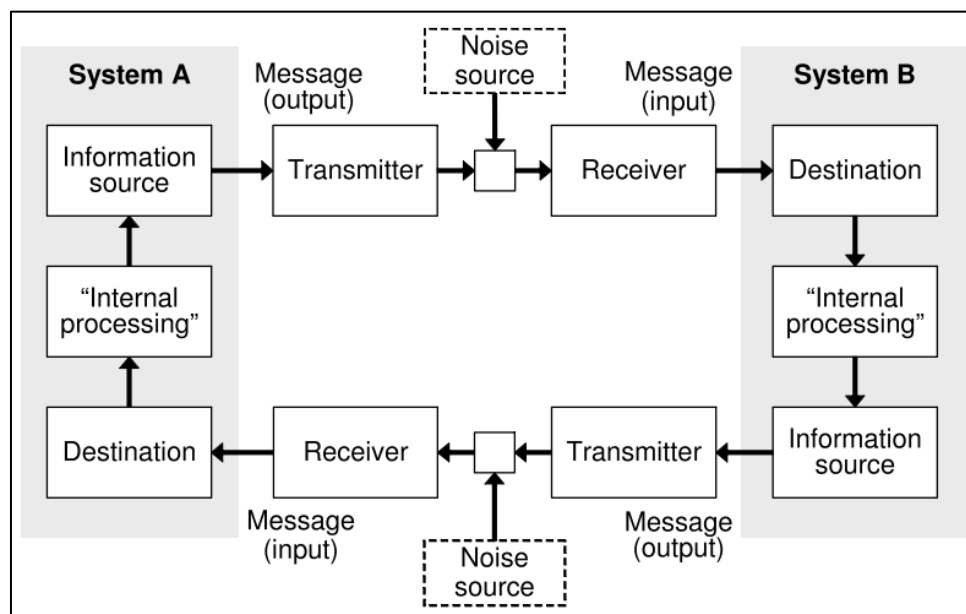 System A
Message
(output)
Noise
source
Message
(input)
System B
Information
source
Transmitter
Receiver
Destination
“Internal
processing”
“Internal
processing”
Destination
Receiver
Transmitter
Information
source
Message
(input)
Noise
source
Message
(output)